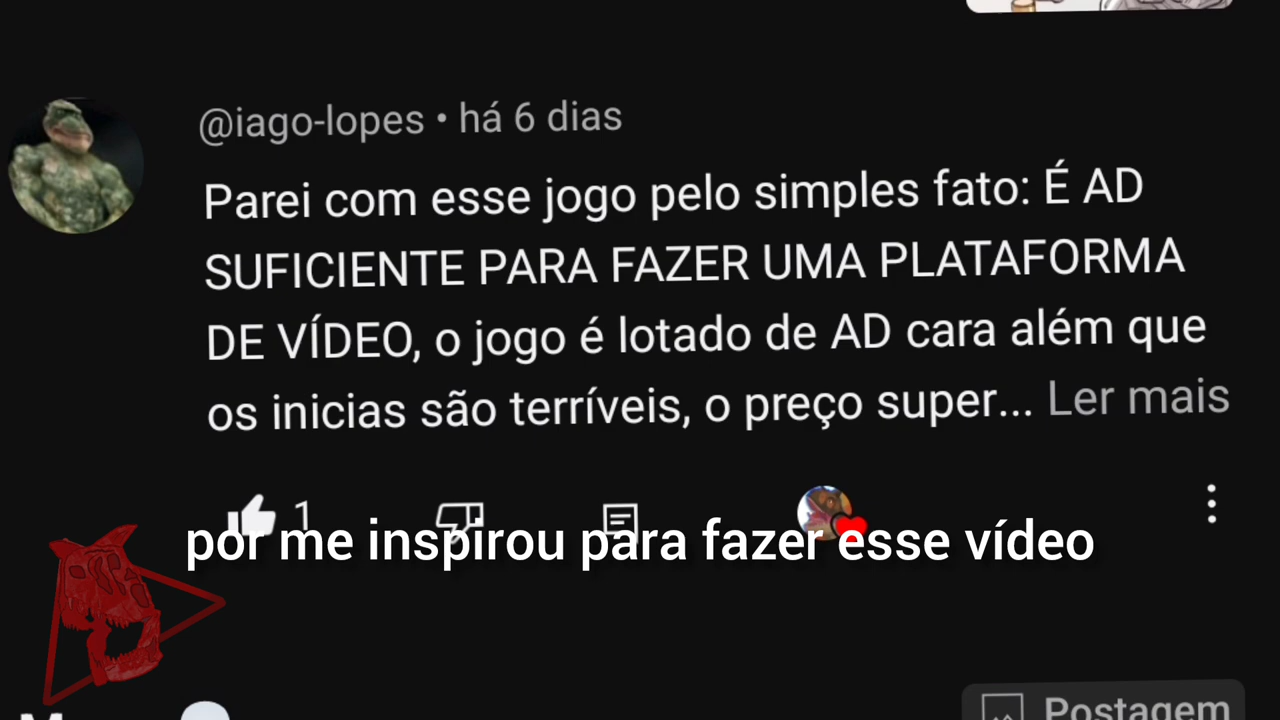 @iago-lopes • há 6 dias
Parei com esse jogo pelo simples fato: É AD
SUFICIENTE PARA FAZER UMA PLATAFORMA
DE VÍDEO, o jogo é lotado de AD cara além que
os inicias são terríveis, o preço super... Ler mais
1
por me inspirou para fazer esse vídeo
Postagem